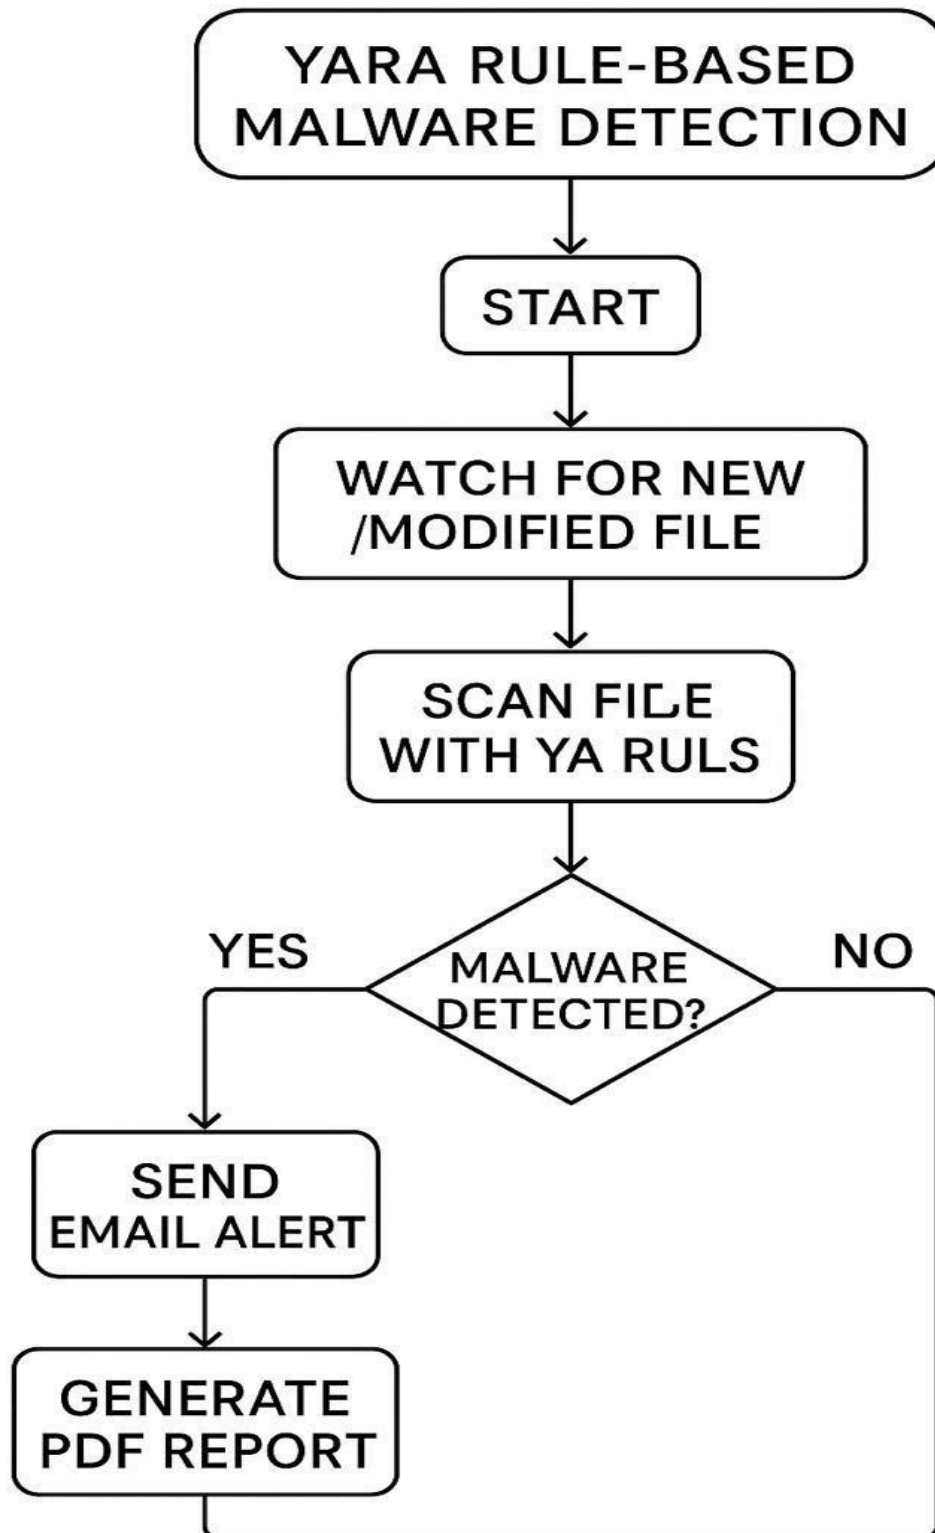 YARA RULE-BASED
MALWARE DETECTION
START
WATCH FOR NEW
/MODIFIED FILE
SCAN FILE
WITH YA RULS
MALWARE
DETECTED?
YES
NO
SEND
EMAIL ALERT
GENERATE
PDF REPORT